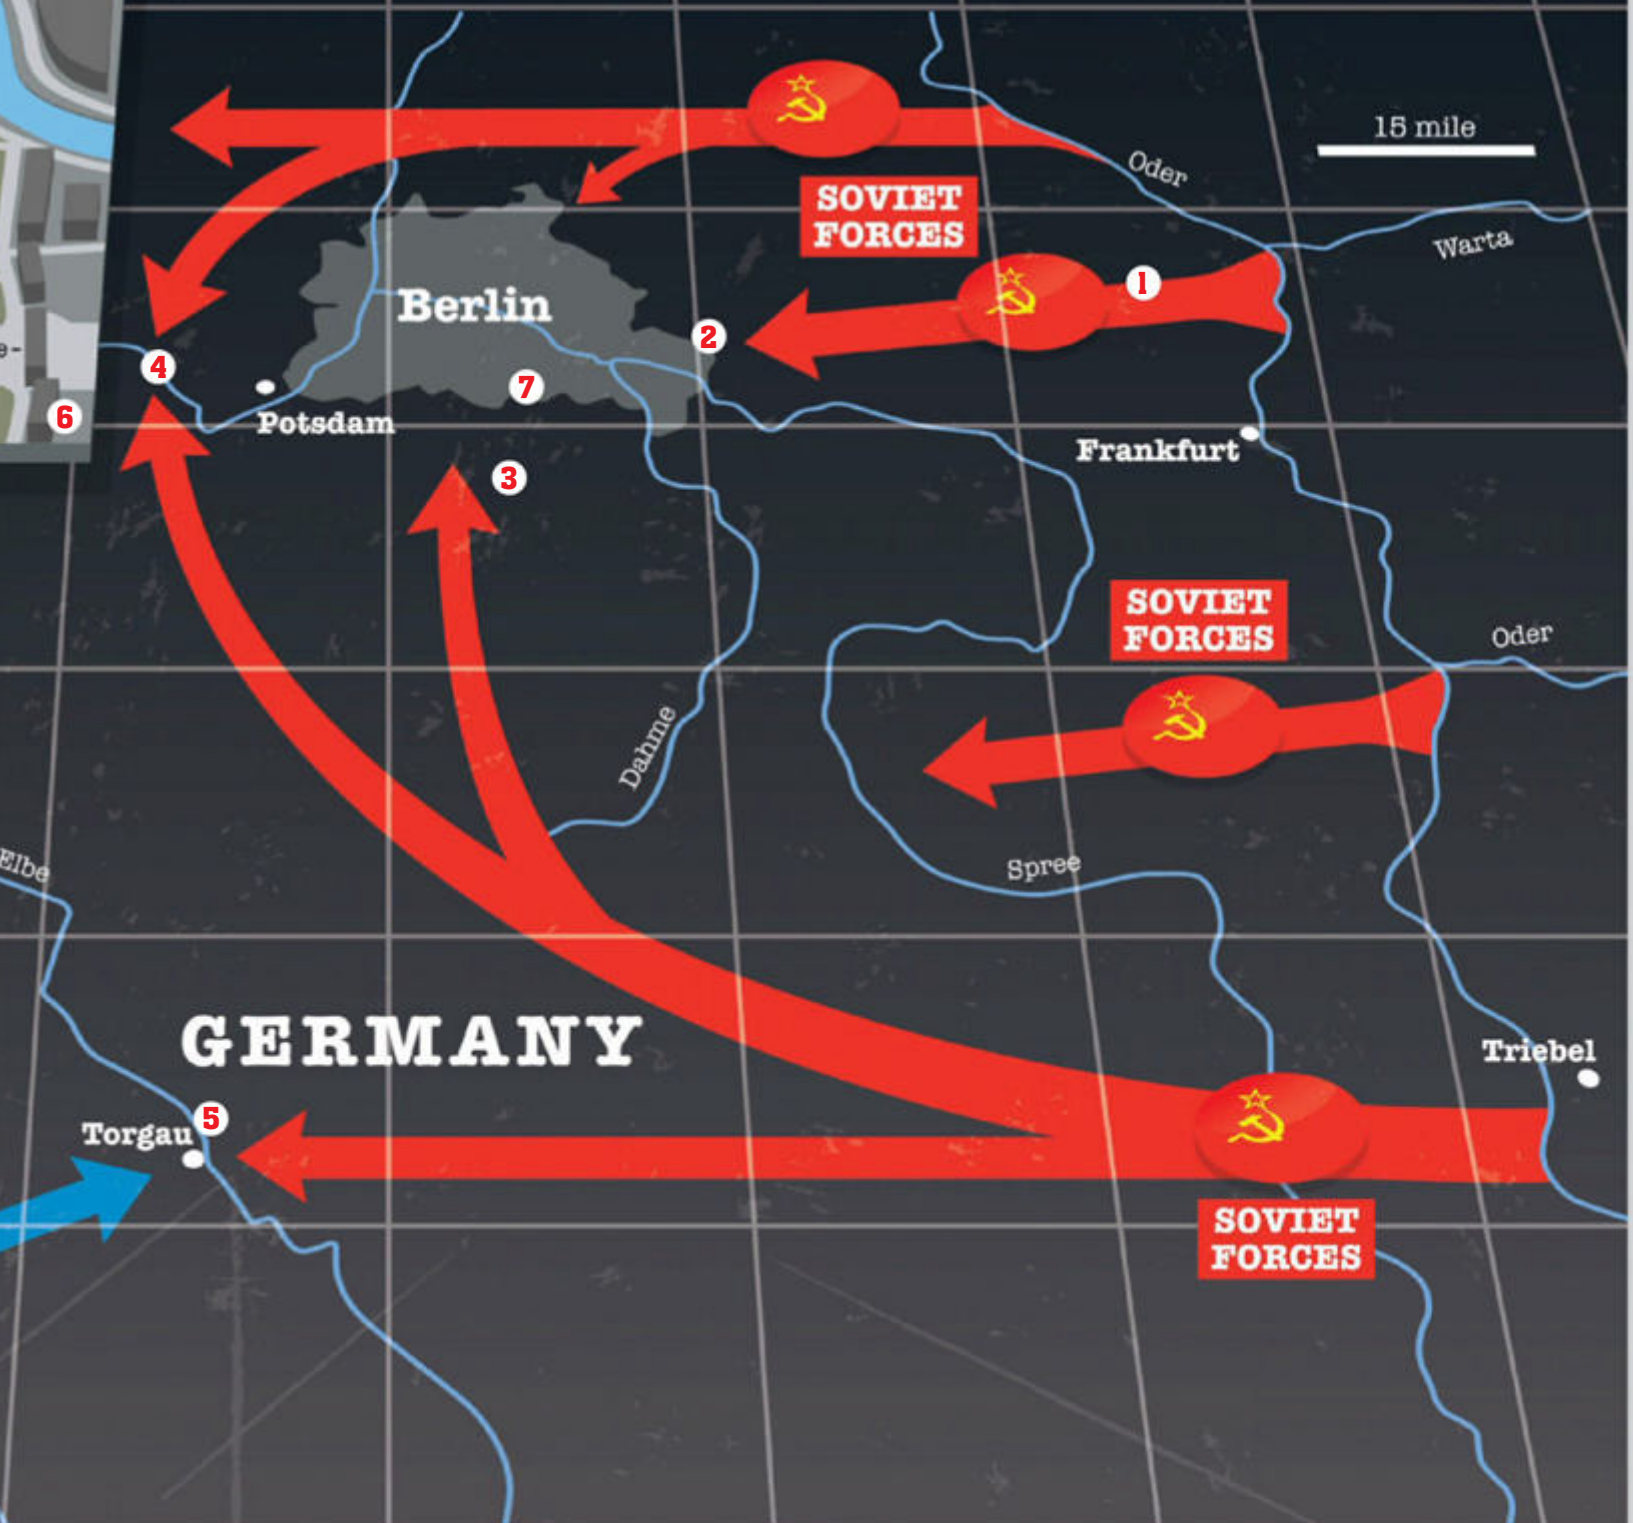 15 mile
Oder
SOVIET
FORCES
Warta
1
Berlin
2
e-
4
7
6
Potsdam
Frankfurt
3
SOVIET
FORCES
Oder
Dahme
Elbe
Spree
GERMANY
Triebel
5
Torgau
SOVIET
FORCES